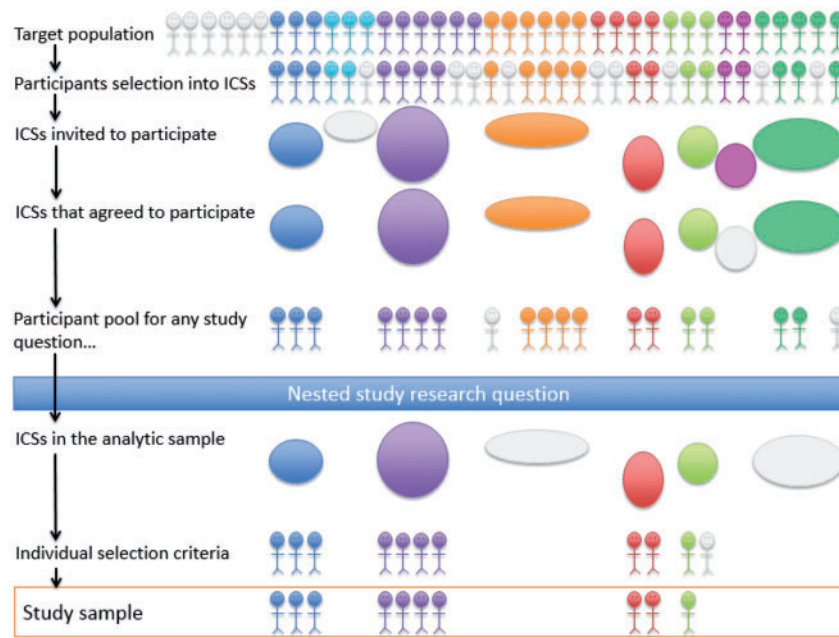 Target population
Participants selection into ICSs
ICSs invited to participate
ICSs that agreed to participate
Participant pool for any study
question...
Nested study research question
ICSs in the analytic sample
Individual selection criteria
Study sample